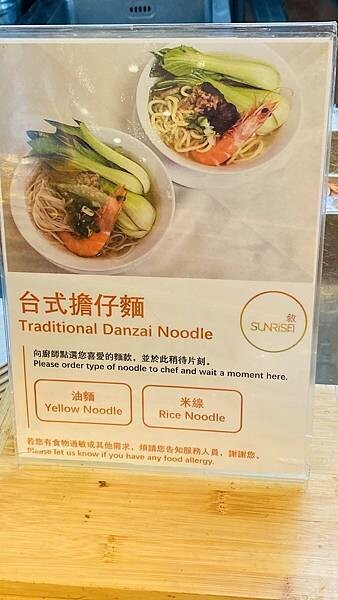 台式擔仔麵
Traditional Danzai Noodle
敘
SUNRISE
向廚師點選您喜愛的麵款，並於此稍待片刻。
Please order type of noodle to chef and wait a moment here.
油麵
Yellow Noodle
米線
Rice Noodle
若您有食物過敏或其他需求，煩請您告知服務人員，謝謝您。
Please let us know if you have any food allergy.